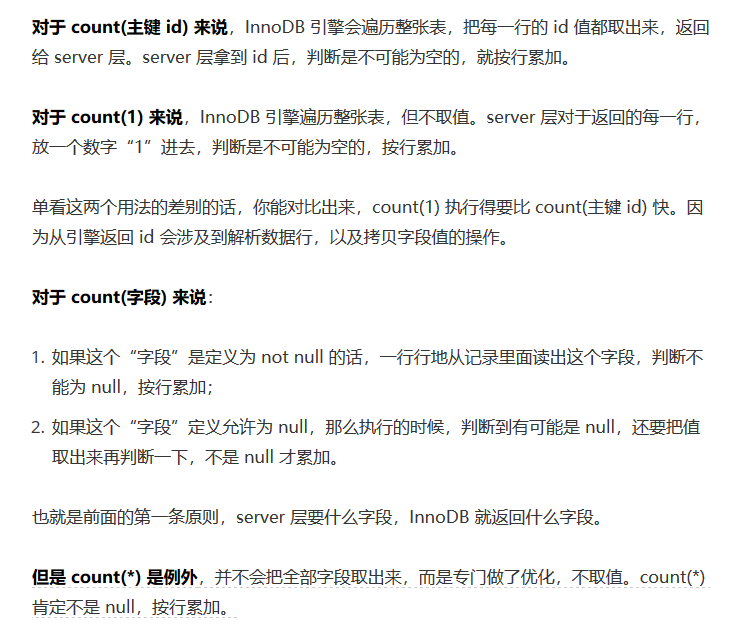 对于 count(主键 id) 来说，InnoDB 引擎会遍历整张表，把每一行的 id 值都取出来，返回
给 server 层。server 层拿到 id 后，判断是不可能为空的，就按行累加。
对于 count(1) 来说，InnoDB 引擎遍历整张表，但不取值。server 层对于返回的每一行，
放一个数字“1”进去，判断是不可能为空的，按行累加。
单看这两个用法的差别的话，你能对比出来，count(1) 执行得要比 count(主键 id) 快。因
为从引擎返回 id 会涉及到解析数据行，以及拷贝字段值的操作。
对于 count(字段) 来说：
1. 如果这个“字段”是定义为 not null 的话，一行行地从记录里面读出这个字段，判断不
能为 null，按行累加；
2. 如果这个“字段”定义允许为 null，那么执行的时候，判断到有可能是 null，还要把值
取出来再判断一下，不是 null 才累加。
也就是前面的第一条原则，server 层要什么字段，InnoDB 就返回什么字段。
但是 count(*) 是例外，并不会把全部字段取出来，而是专门做了优化，不取值。count(*)
肯定不是 null，按行累加。